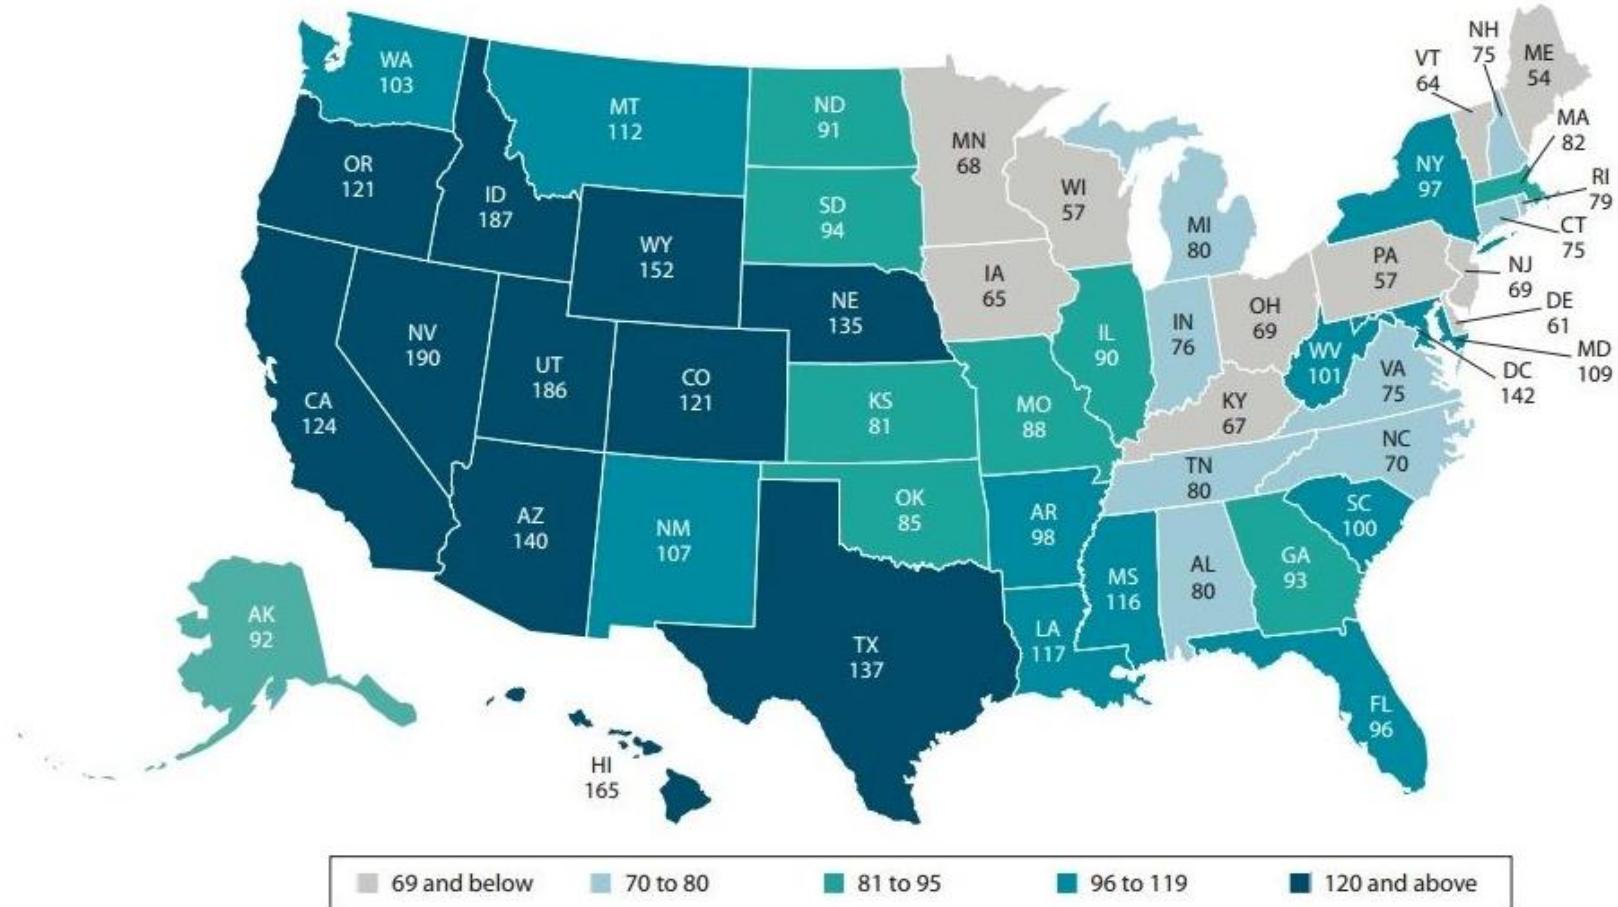 NH
75
ME
54
VT
64
WA
103
MT
112
ND
91
MN
68
MA
82
OR
121
ID
187
SD
94
WI
57
NY
97
RI
79
MI
80
CT
75
WY
152
IA
65
PA
57
NJ
69
NE
135
OH
69
DE
61
NV
190
IL
90
IN
76
WV
101
MD
109
DC
142
UT
186
CO
121
VA
75
CA
124
KS
81
MO
88
KY
67
NC
70
TN
80
AZ
140
NM
107
OK
85
AR
98
SC
100
MS
116
AL
80
GA
93
AK
92
LA
117
TX
137
FL
96
HI
165
69 and below
70 to 80
81 to 95
96 to 119
120 and above